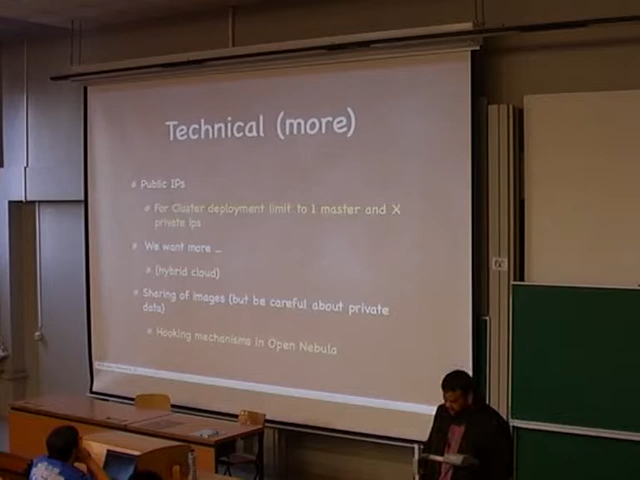 Technical (more)
Public IPs
For Cluster deployment limit to 1 master and X
private ips
We want more ...
(hybrid cloud)
Sharing of images (but be careful about private
data)
Hooking mechanisms in Open Nebula